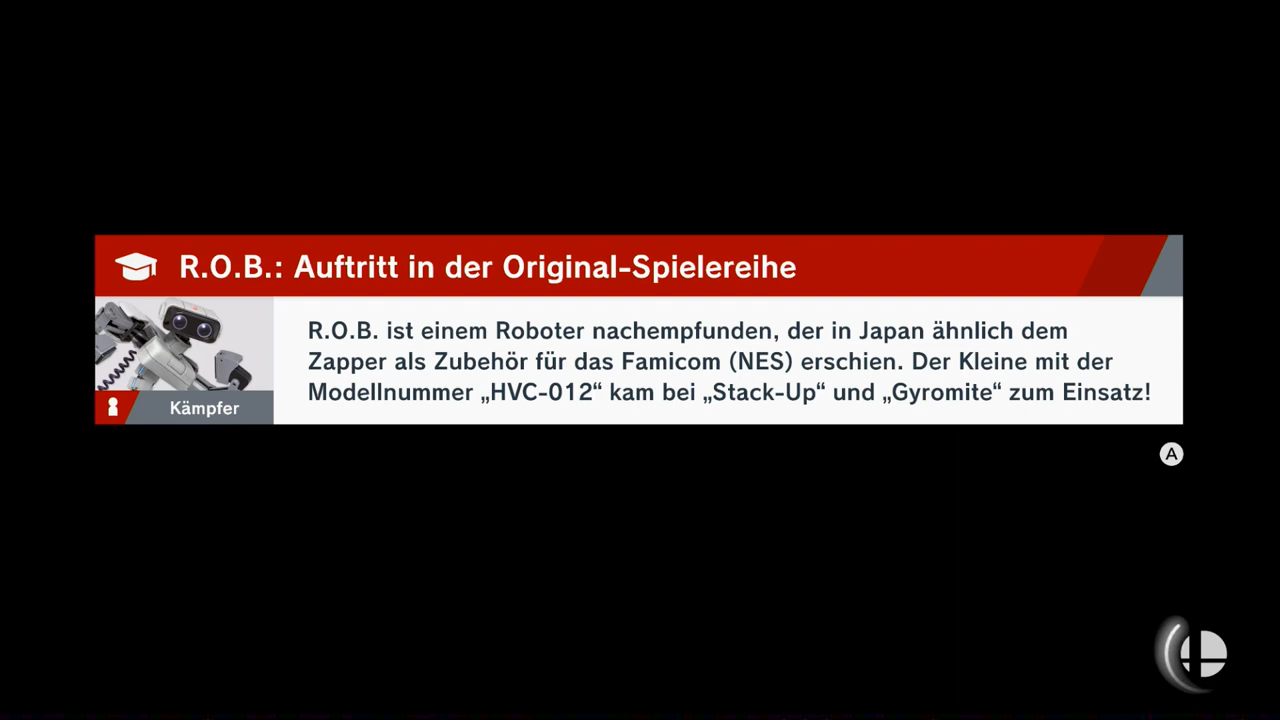 R.O.B.: Auftritt in der Original-Spielereihe
R.O.B. ist einem Roboter nachempfunden, der in Japan ähnlich dem
Zapper als Zubehör für das Famicom (NES) erschien. Der Kleine mit der
Modellnummer „HVC-012“ kam bei „Stack-Up“ und „Gyromite“ zum Einsatz!
Kämpfer
A